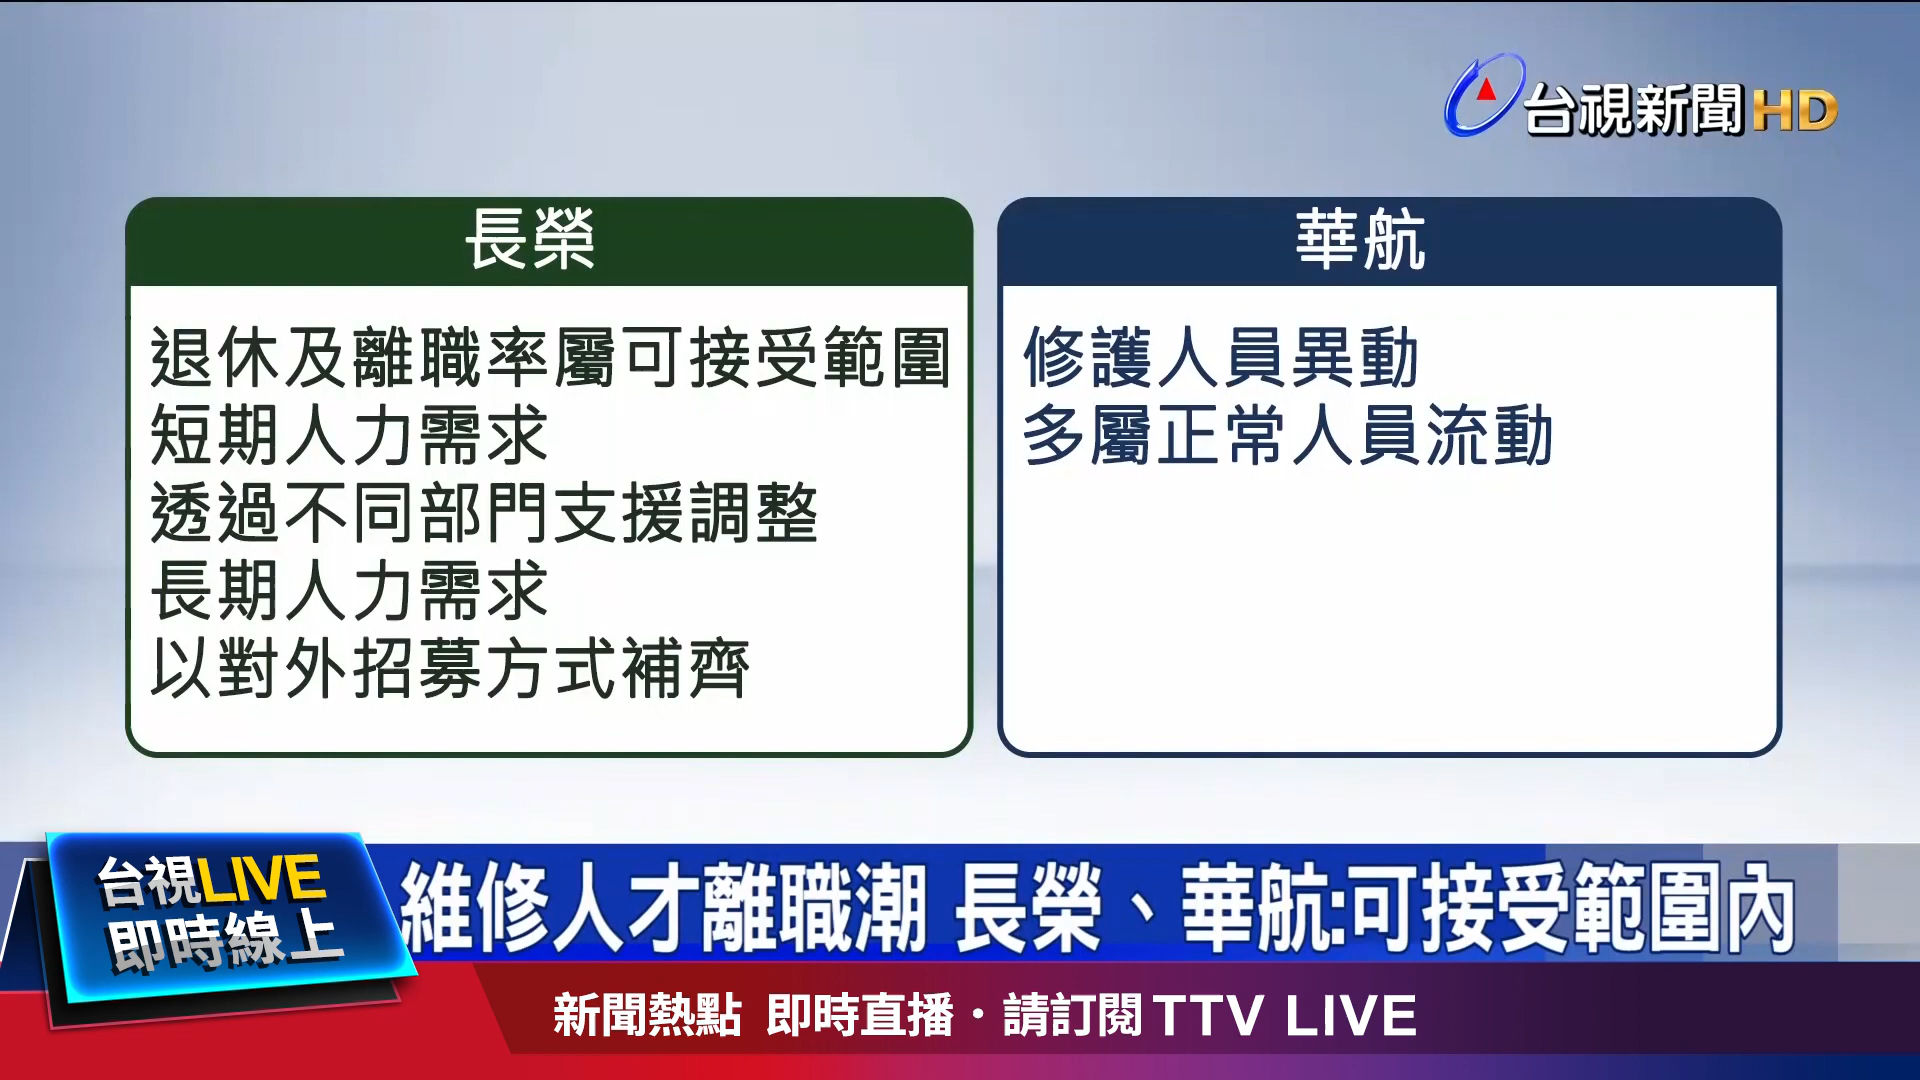 台視新聞HD
長榮
退休及離職率屬可接受範圍
短期人力需求
透過不同部門支援調整
長期人力需求
以對外招募方式補齊
華航
修護人員異動
多屬正常人員流動
台視LIVE
即時線上
維修人才離職潮 長榮、華航:可接受範圍內
新聞熱點 即時直播·請訂閱TTV LIVE